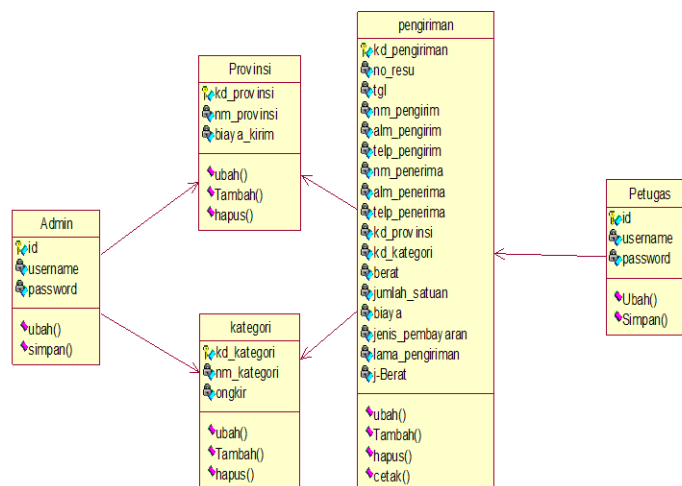 Admin
id
username
password
ubah()
simpan()
Provinsi
kd_provinsi
nm_provinsi
biaya_kirim
ubah()
Tambah()
hapus()
kategori
kd_kategori
nm_kategori
ongkir
ubah()
Tambah()
hapus()
pengiriman
kd_pengiriman
no_resu
tgl
nm_pengirim
alm_pengirim
telp_pengirim
nm_penerima
alm_penerima
telp_penerima
kd_provinsi
kd_kategori
berat
jumlah_satuan
biaya
jenis_pembayaran
lama_pengiriman
j-Berat
ubah()
Tambah()
hapus()
cetak()
Petugas
id
username
password
Ubah()
Simpan()